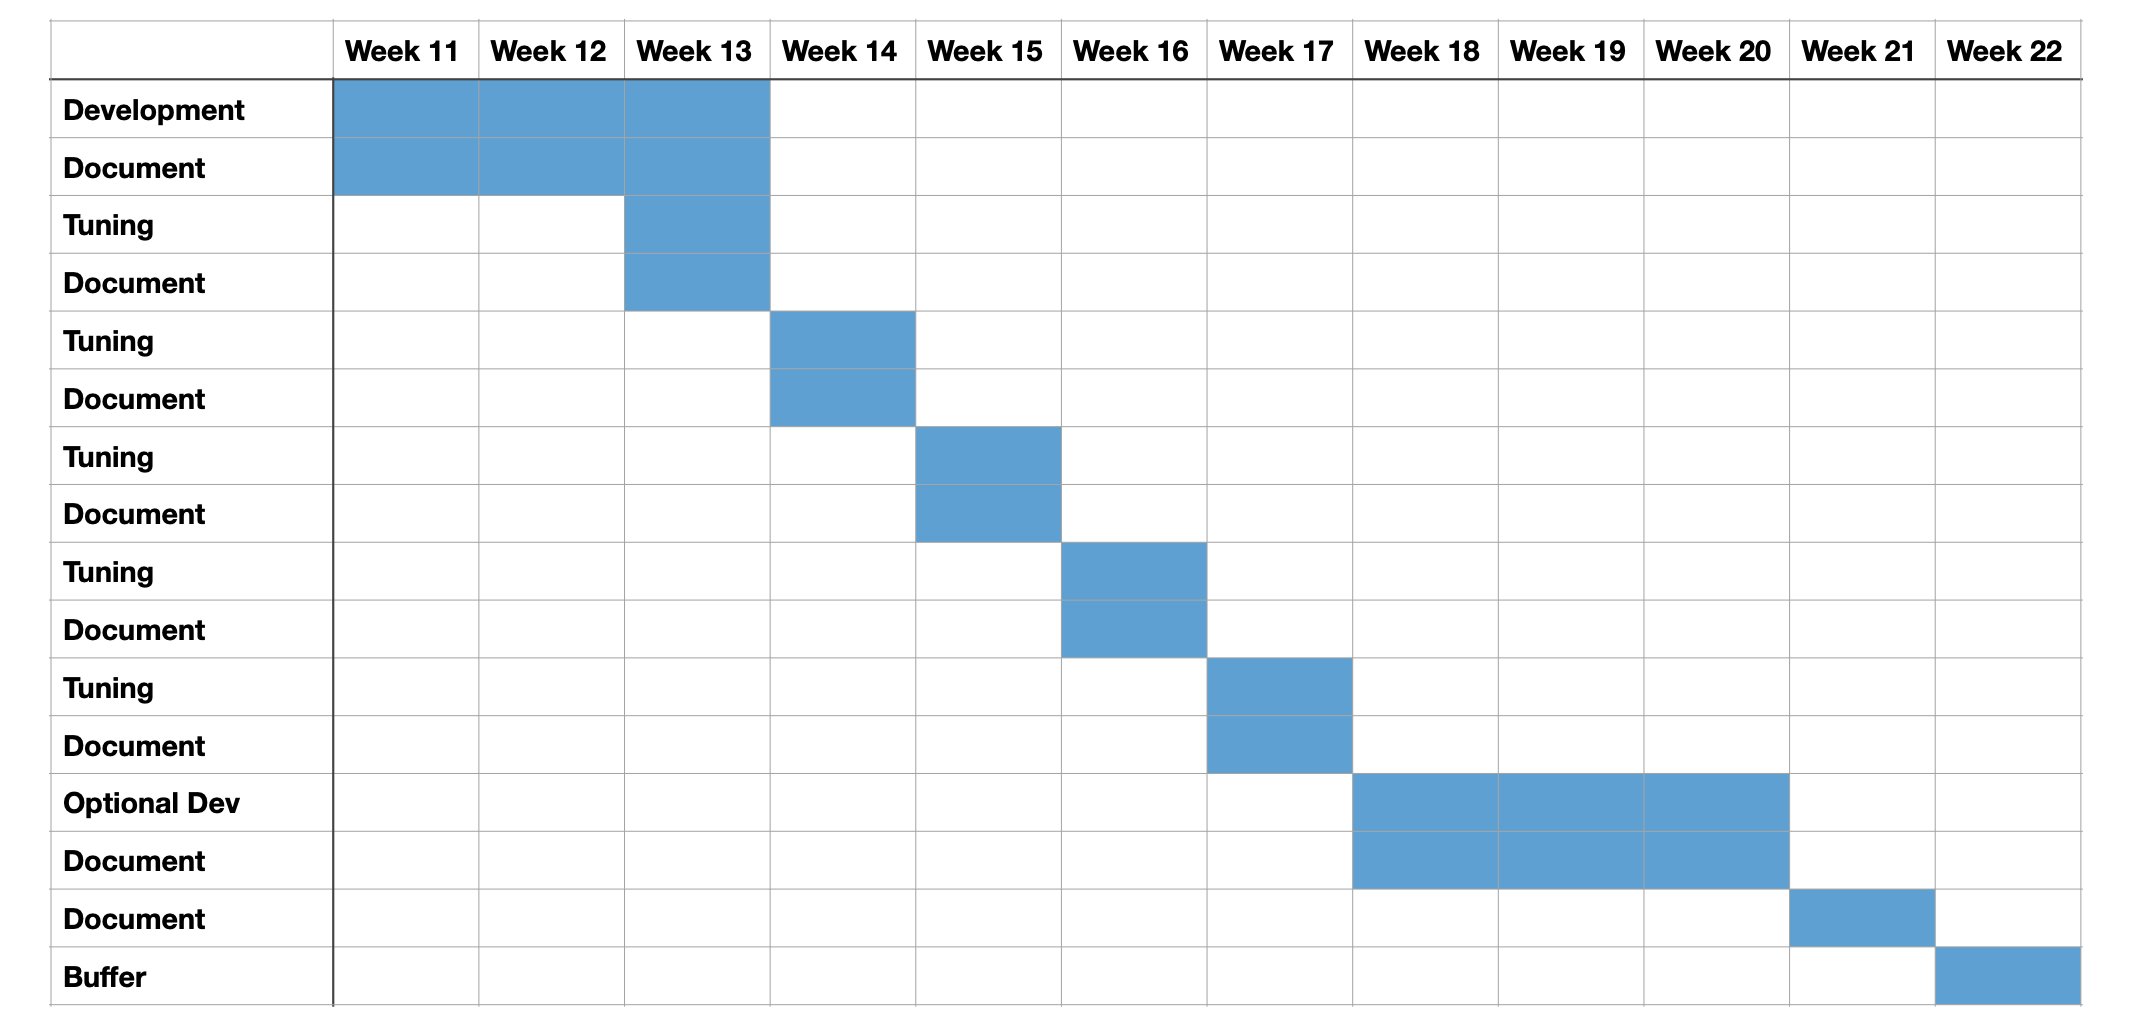 Week 11 Week 12 Week 13 Week 14 Week 15 Week 16 Week 17 Week 18 Week 19 Week 20 Week 21 Week 22
Development
Document
Tuning
Document
Tuning
Document
Tuning
Document
Tuning
Document
Tuning
Document
Optional Dev
Document
Document
Buffer